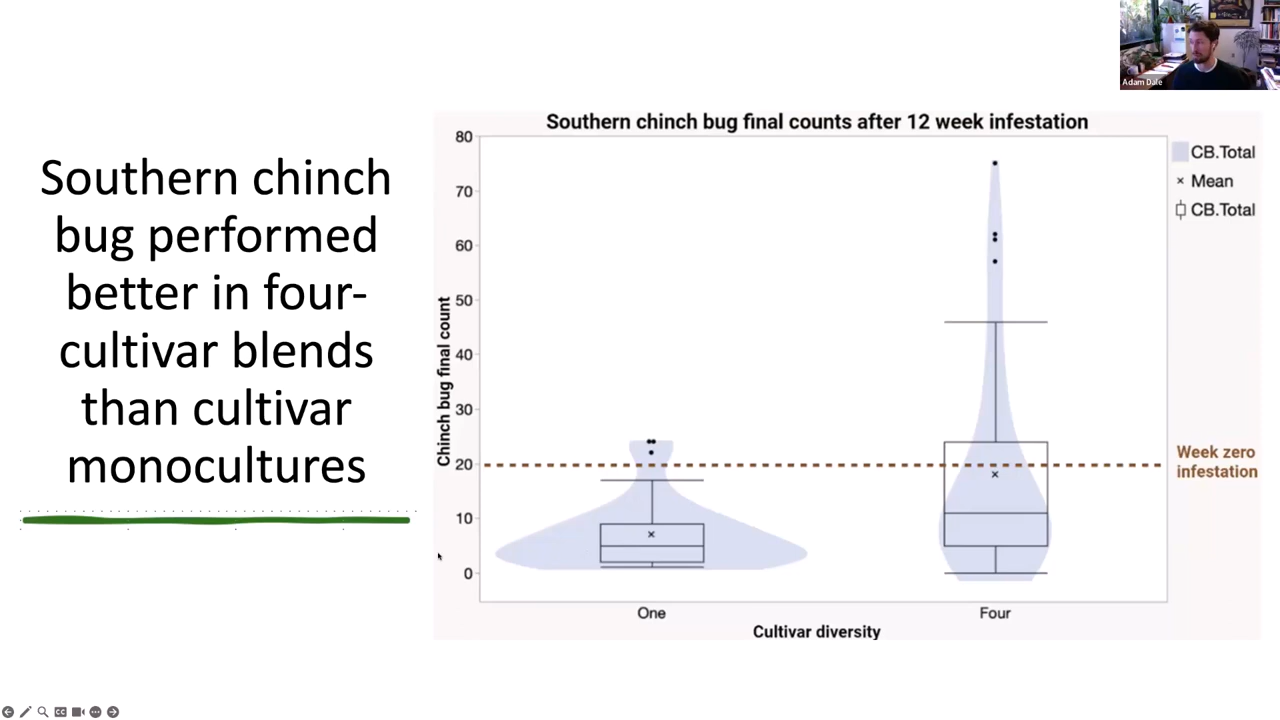 Adam Dale
Southern chinch
bug performed
better in four-
cultivar blends
than cultivar
monocultures
Southern chinch bug final counts after 12 week infestation
80
70
60
50
40
30
20
10
0
Chinch bug final count
One
Four
Cultivar diversity
CB.Total
× Mean
CB.Total
Week zero
infestation
CC